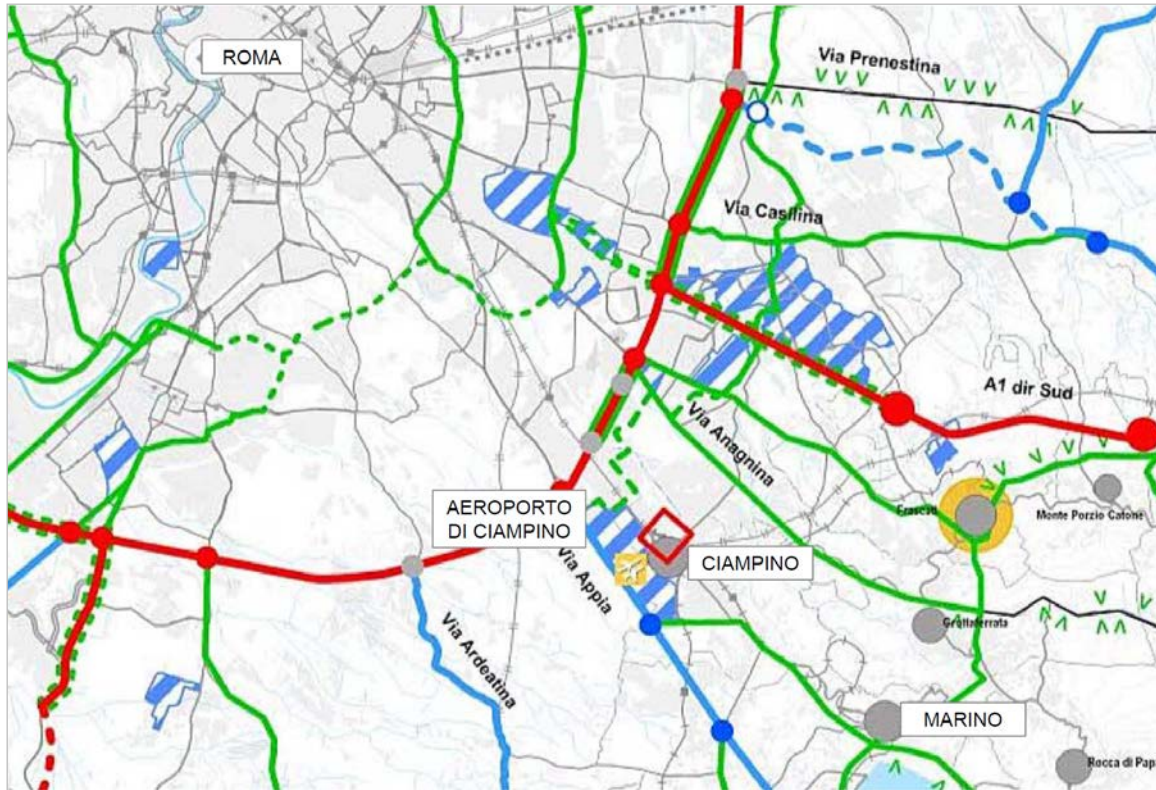 ROMA
Via Prenestina
Via Casilina
A1 dir Sud
Via Anagnina
AEROPORTO
DI CIAMPINO
Frascati
Monte Porzio Catone
Via Appia
CIAMPINO
Grottaferrata
Via Ardeatina
MARINO
Rocca di Pap